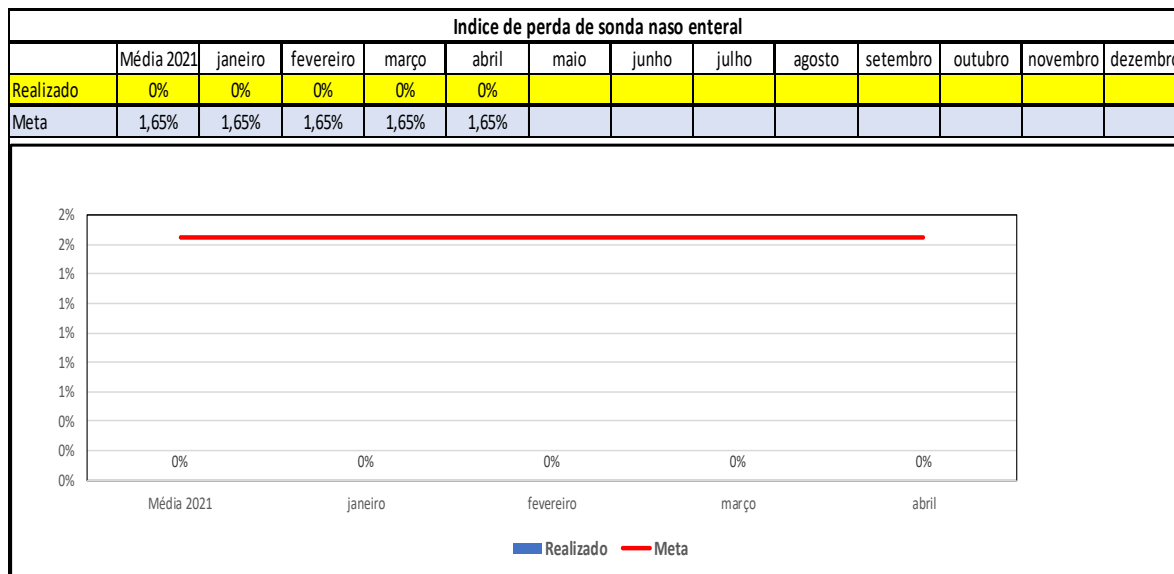 Indice de perda de sonda naso enteral
Média 2021 janeiro fevereiro março abril maio junho julho agosto setembro outubro novembro dezembro
Realizado 0% 0% 0% 0% 0%
Meta 1,65% 1,65% 1,65% 1,65% 1,65%
2%
2%
1%
1%
1%
1%
1%
0%
0%
0%
0% 0% 0% 0% 0%
Média 2021 janeiro fevereiro março abril
Realizado Meta